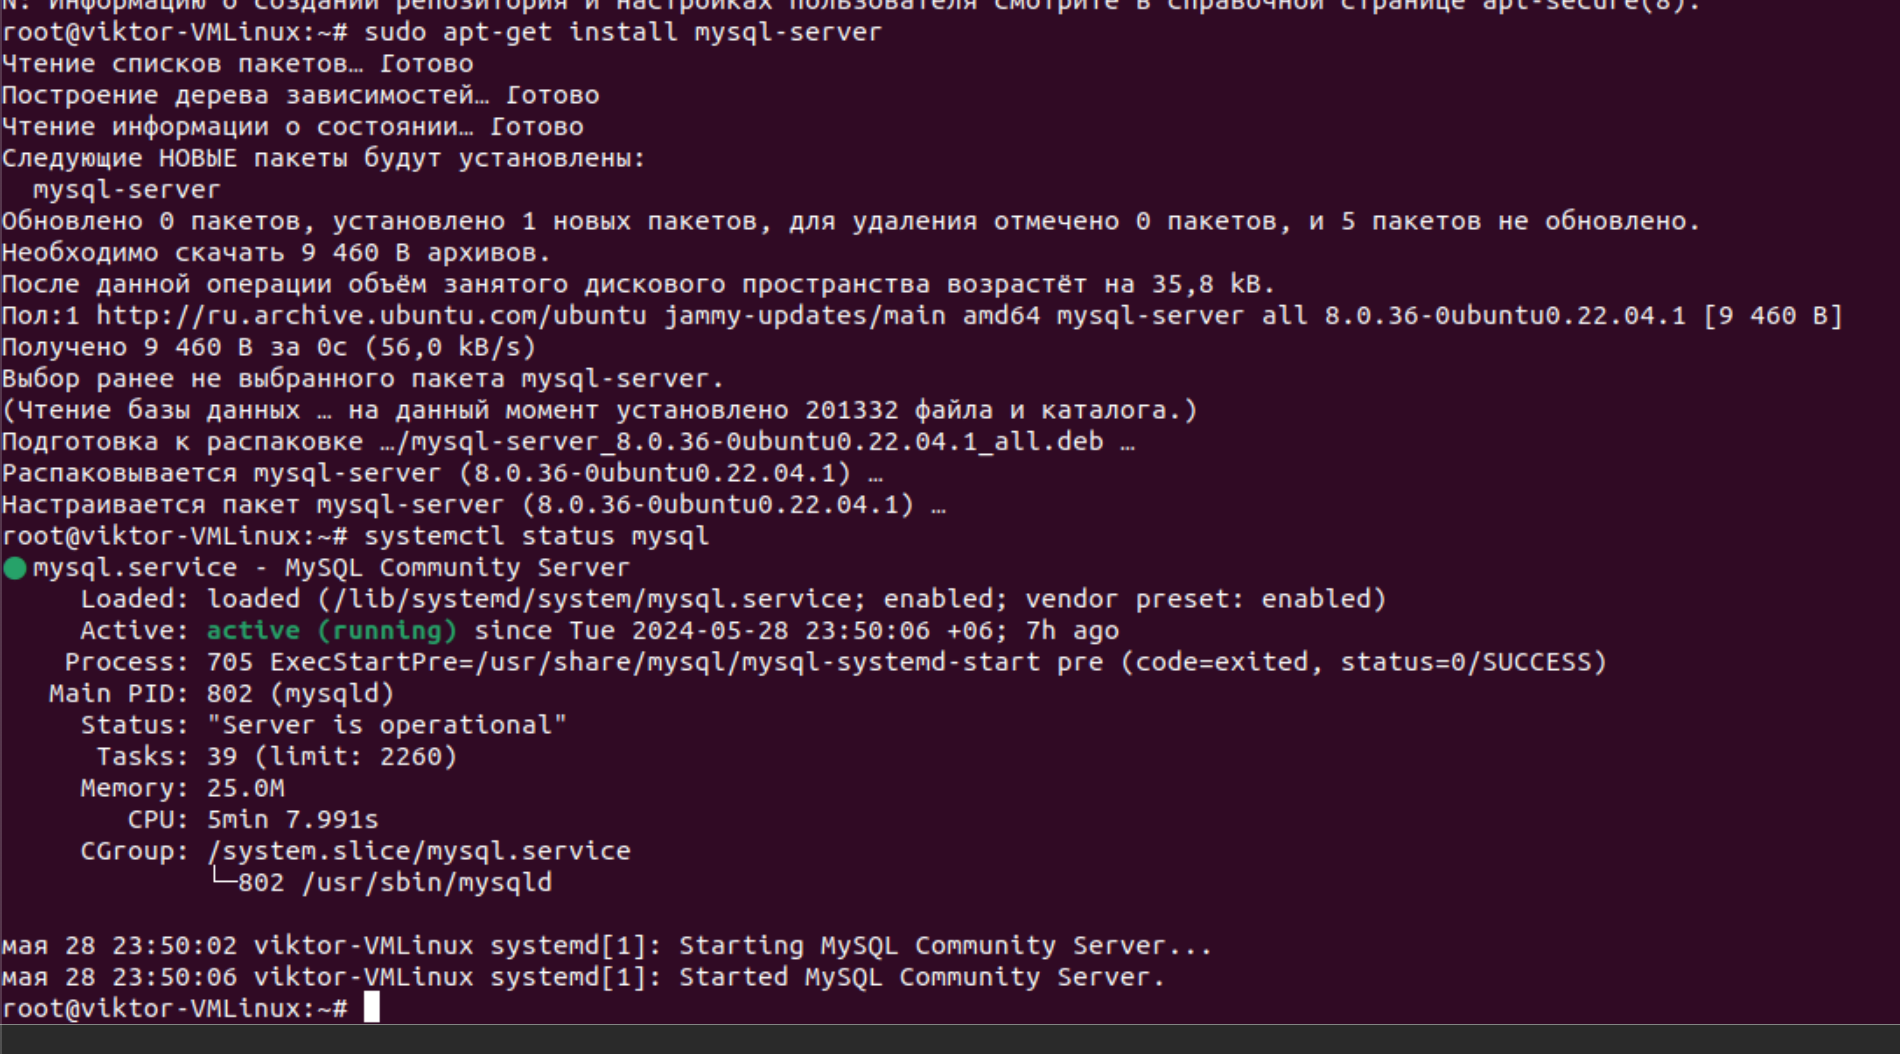 N: Информацию о создании репозитория и настройках пользователя смотрите в справочной странице apt-secure(8).
root@viktor-VMLinux:~# sudo apt-get install mysql-server
Чтение списков пакетов… Готово
Построение дерева зависимостей… Готово
Чтение информации о состоянии… Готово
Следующие НОВЫЕ пакеты будут установлены:
  mysql-server
Обновлено 0 пакетов, установлено 1 новых пакетов, для удаления отмечено 0 пакетов, и 5 пакетов не обновлено.
Необходимо скачать 9 460 B архивов.
После данной операции объём занятого дискового пространства возрастёт на 35,8 kB.
Пол:1 http://ru.archive.ubuntu.com/ubuntu jammy-updates/main amd64 mysql-server all 8.0.36-0ubuntu0.22.04.1 [9 460 B]
Получено 9 460 B за 0с (56,0 kB/s)
Выбор ранее не выбранного пакета mysql-server.
(Чтение базы данных … на данный момент установлено 201332 файла и каталога.)
Подготовка к распаковке …/mysql-server_8.0.36-0ubuntu0.22.04.1_all.deb …
Распаковывается mysql-server (8.0.36-0ubuntu0.22.04.1) …
Настраивается пакет mysql-server (8.0.36-0ubuntu0.22.04.1) …
root@viktor-VMLinux:~# systemctl status mysql
● mysql.service - MySQL Community Server
     Loaded: loaded (/lib/systemd/system/mysql.service; enabled; vendor preset: enabled)
     Active: active (running) since Tue 2024-05-28 23:50:06 +06; 7h ago
    Process: 705 ExecStartPre=/usr/share/mysql/mysql-systemd-start pre (code=exited, status=0/SUCCESS)
   Main PID: 802 (mysqld)
     Status: "Server is operational"
      Tasks: 39 (limit: 2260)
     Memory: 25.0M
        CPU: 5min 7.991s
     CGroup: /system.slice/mysql.service
             └─802 /usr/sbin/mysqld
мая 28 23:50:02 viktor-VMLinux systemd[1]: Starting MySQL Community Server...
мая 28 23:50:06 viktor-VMLinux systemd[1]: Started MySQL Community Server.
root@viktor-VMLinux:~#